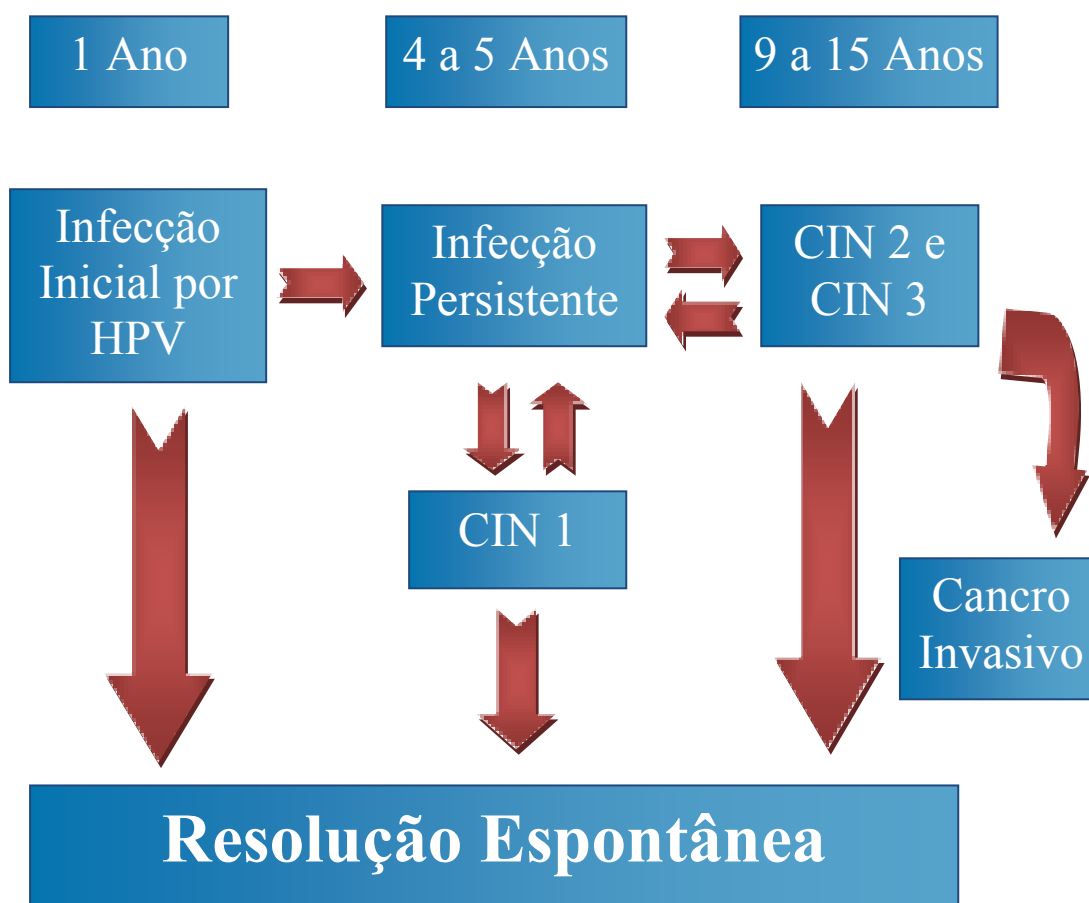 1 Ano
4 a 5 Anos
9 a 15 Anos
Infecção
Inicial por
HPV
Infecção
Persistente
CIN 2 e
CIN 3
CIN 1
Cancro
Invasivo
Resolução Espontânea